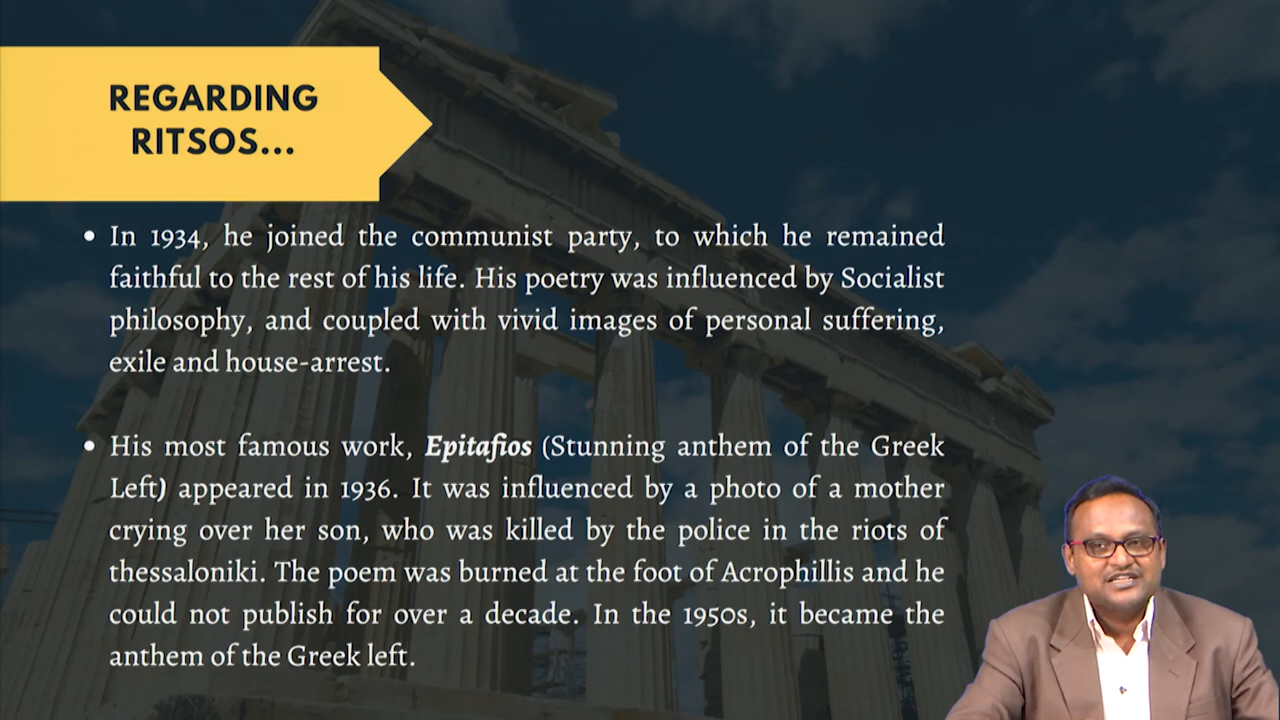 REGARDING
RITSOS...
• In 1934, he joined the communist party, to which he remained
faithful to the rest of his life. His poetry was influenced by Socialist
philosophy, and coupled with vivid images of personal suffering,
exile and house-arrest.
• His most famous work, Epitafios (Stunning anthem of the Greek
Left) appeared in 1936. It was influenced by a photo of a mother
crying over her son, who was killed by the police in the riots of
thessaloniki. The poem was burned at the foot of Acrophillis and he
could not publish for over a decade. In the 1950s, it became the
anthem of the Greek left.